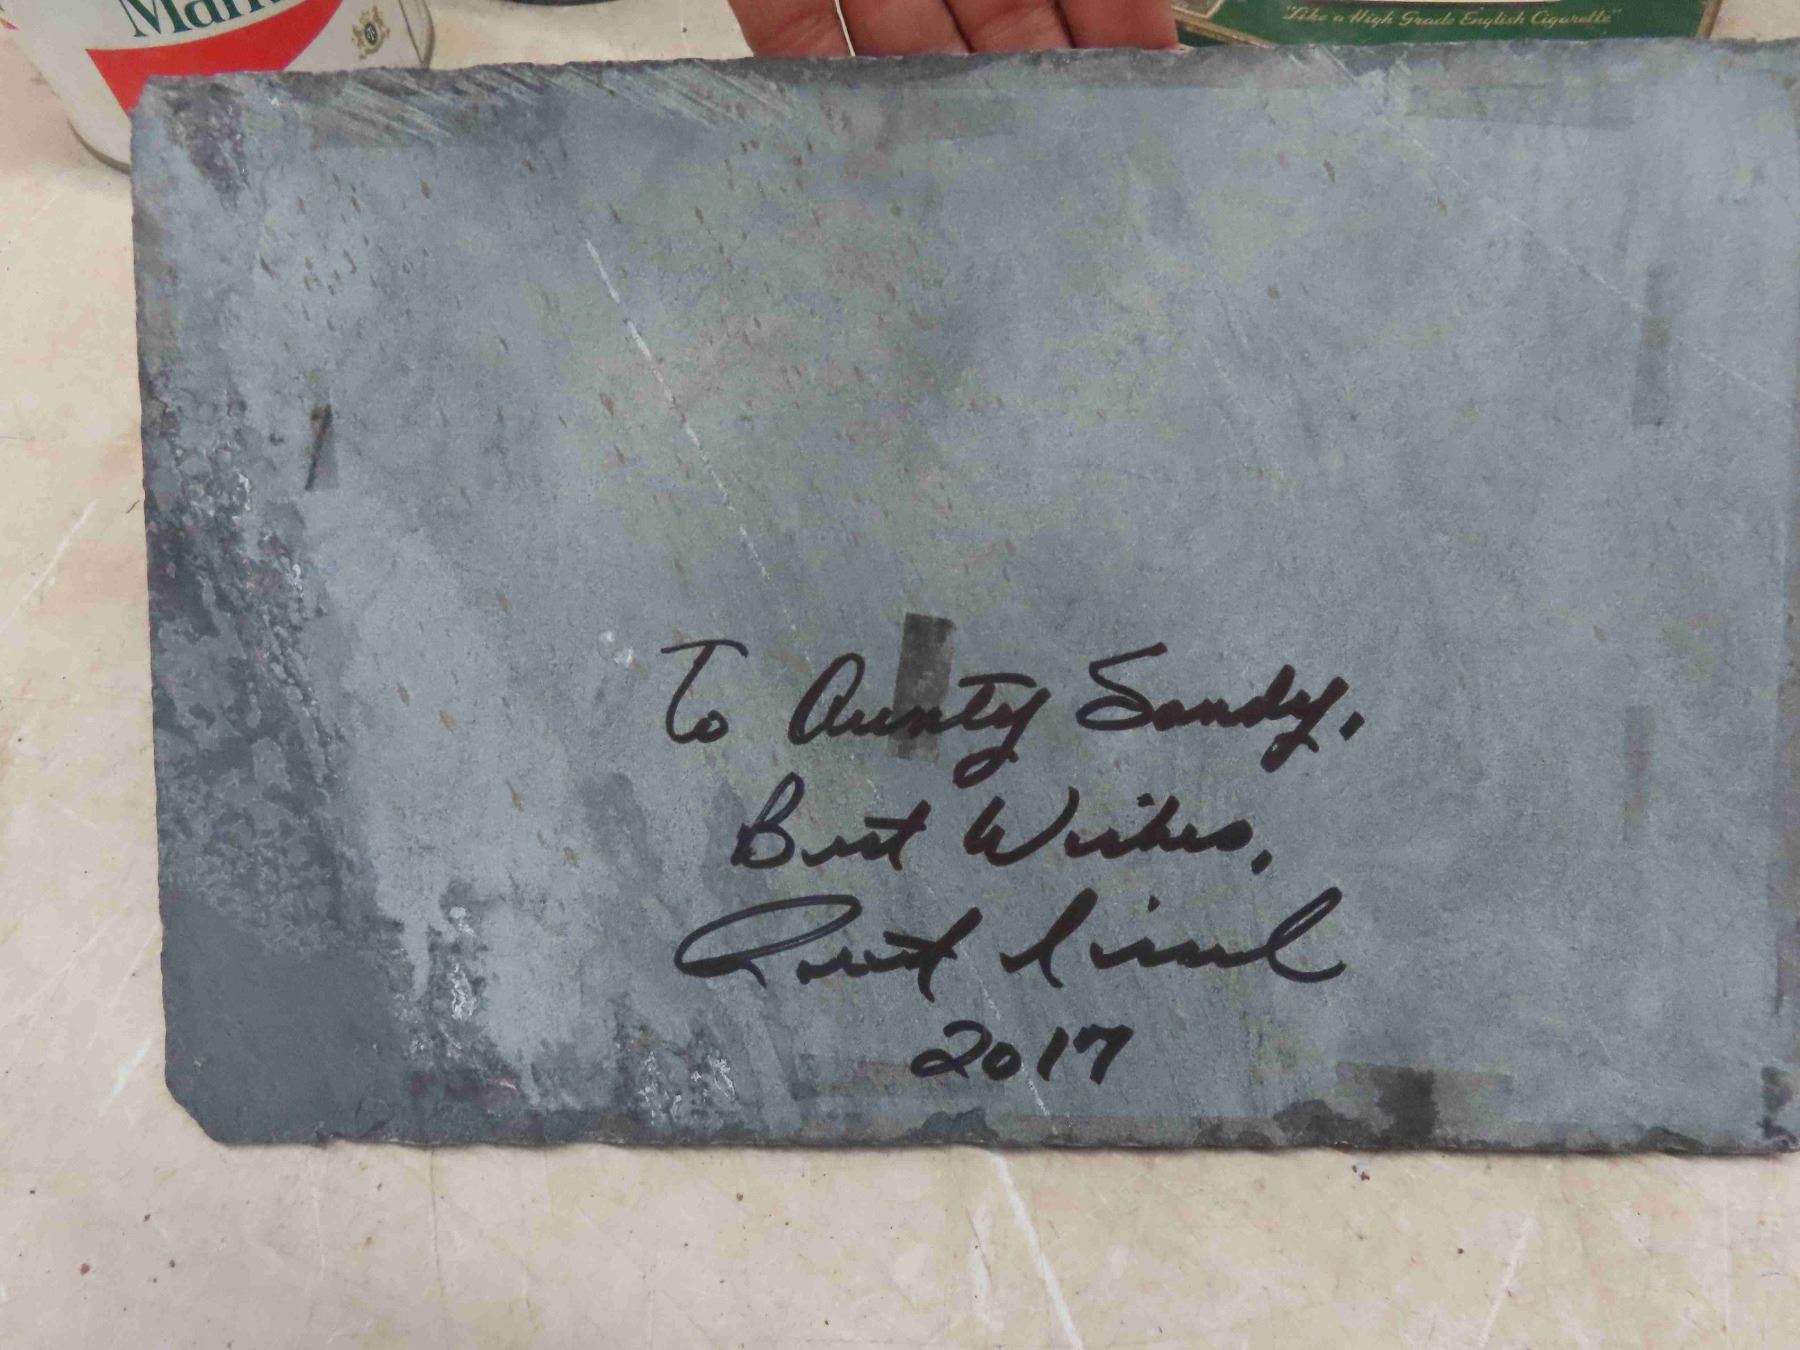 "Like a High Grade English Cigarette"
To Aunty Sandy,
Best Wishes,
2017